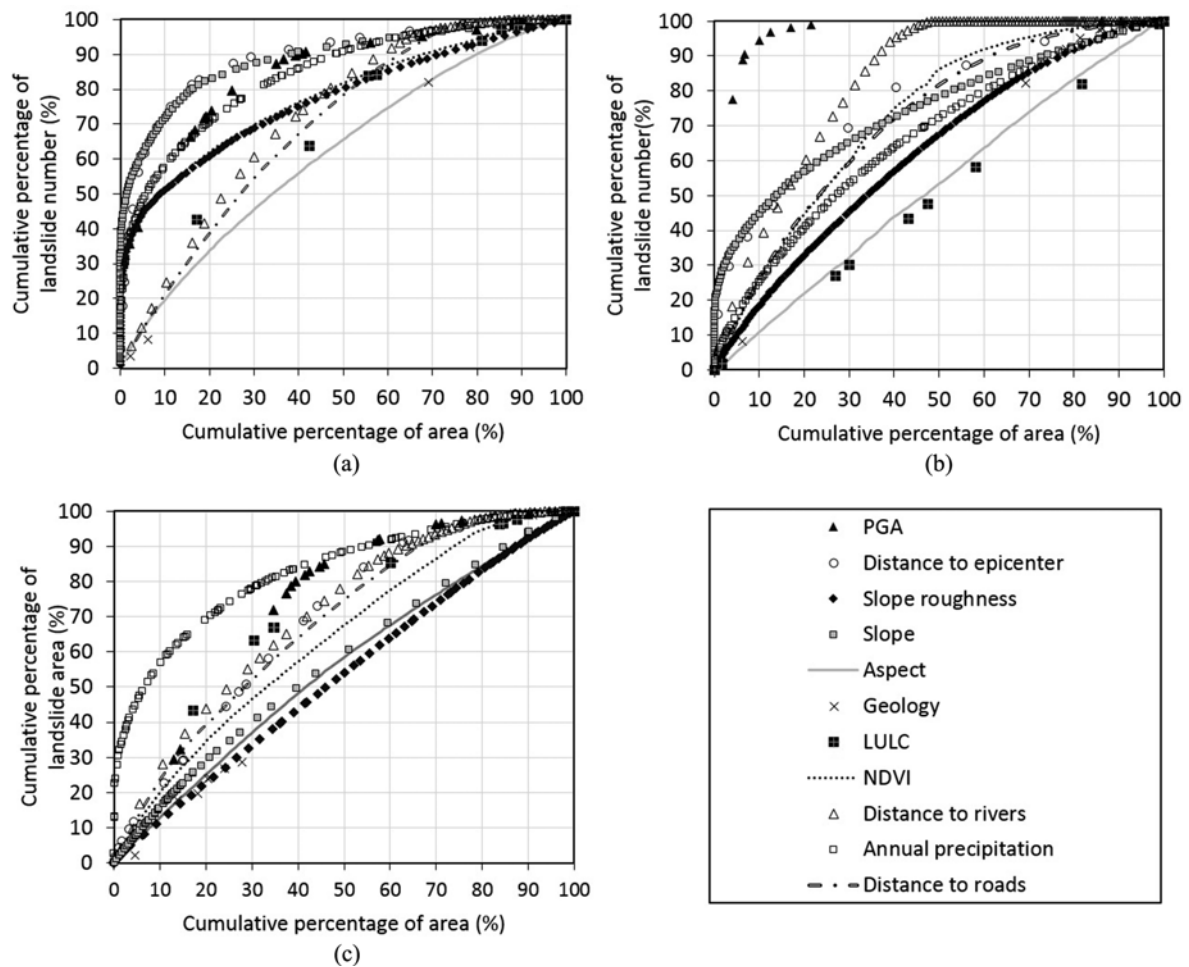 Cumulative percentage of
landslide number (%)
100
90
80
70
60
50
40
30
20
10
0
0 10 20 30 40 50 60 70 80 90 100
Cumulative percentage of area (%)
(a)
Cumulative percentage of
landslide number(%)
100
90
80
70
60
50
40
30
20
10
0
0 10 20 30 40 50 60 70 80 90 100
Cumulative percentage of area (%)
(b)
Cumulative percentage of
landslide area (%)
100
90
80
70
60
50
40
30
20
10
0
0 10 20 30 40 50 60 70 80 90 100
Cumulative percentage of area (%)
(c)
PGA
Distance to epicenter
Slope roughness
Slope
Aspect
Geology
LULC
NDVI
Distance to rivers
Annual precipitation
Distance to roads